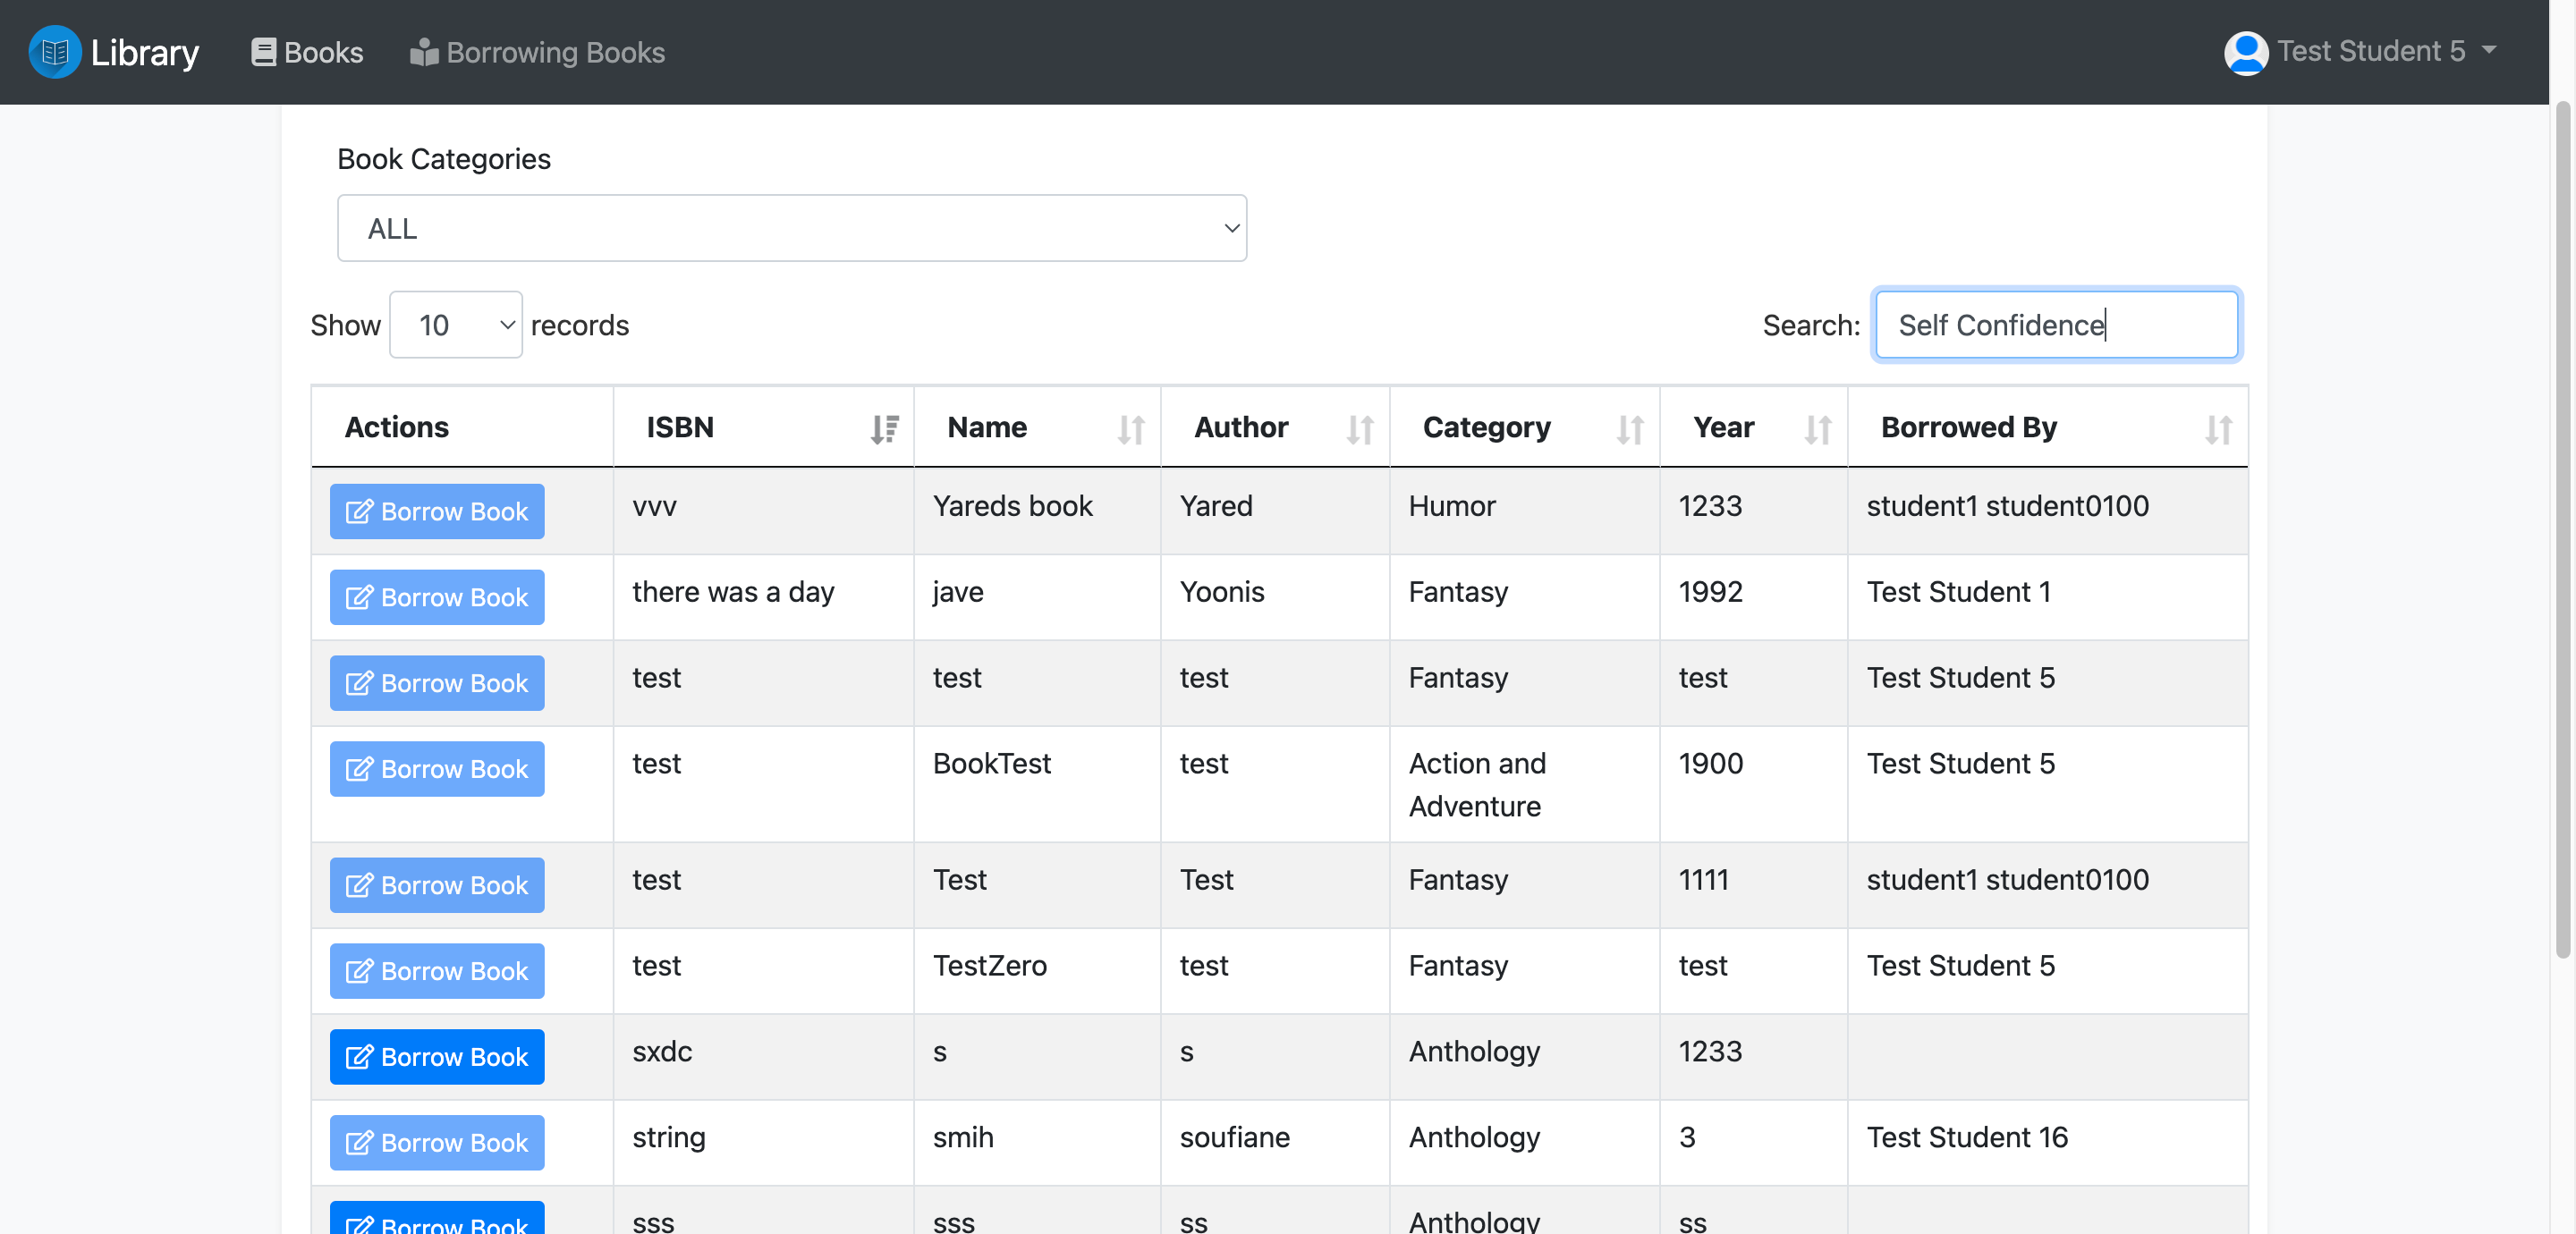 Library Books Borrowing Books Test Student 5
Book Categories
ALL
Show 10 records Search: Self Confidence
Actions ISBN Name Author Category Year Borrowed By
Borrow Book vvv Yareds book Yared Humor 1233 student1 student0100
Borrow Book there was a day jave Yoonis Fantasy 1992 Test Student 1
Borrow Book test test test Fantasy test Test Student 5
Borrow Book test BookTest test Action and Adventure 1900 Test Student 5
Borrow Book test Test Test Fantasy 1111 student1 student0100
Borrow Book test TestZero test Fantasy test Test Student 5
Borrow Book sxdc s s Anthology 1233
Borrow Book string smih soufiane Anthology 3 Test Student 16
Borrow Book sss sss ss Anthology ss